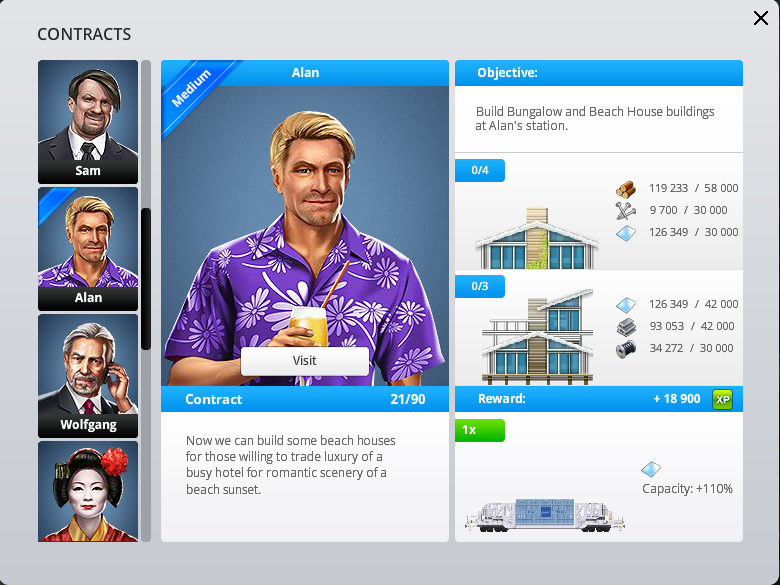 CONTRACTS
Sam
Alan
Wolfgang
Medium
Alan
Visit
Contract 21/90
Now we can build some beach houses
for those willing to trade luxury of a
busy hotel for romantic scenery of a
beach sunset.
Objective:
Build Bungalow and Beach House buildings
at Alan's station.
0/4
119 233 / 58 000
9 700 / 30 000
126 349 / 30 000
0/3
126 349 / 42 000
93 053 / 42 000
34 272 / 30 000
Reward: + 18 900 XP
1x
Capacity: +110%